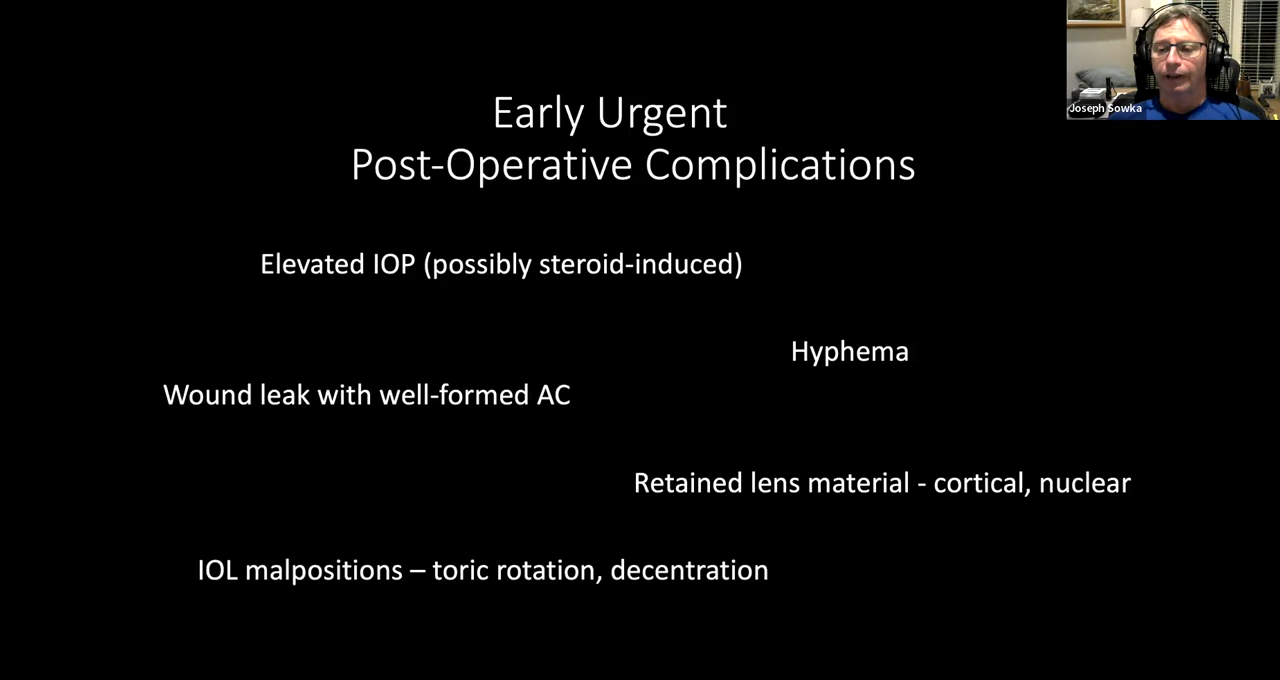 Joseph Sowka
Early Urgent
Post-Operative Complications
Elevated IOP (possibly steroid-induced)
Hyphema
Wound leak with well-formed AC
Retained lens material - cortical, nuclear
IOL malpositions – toric rotation, decentration